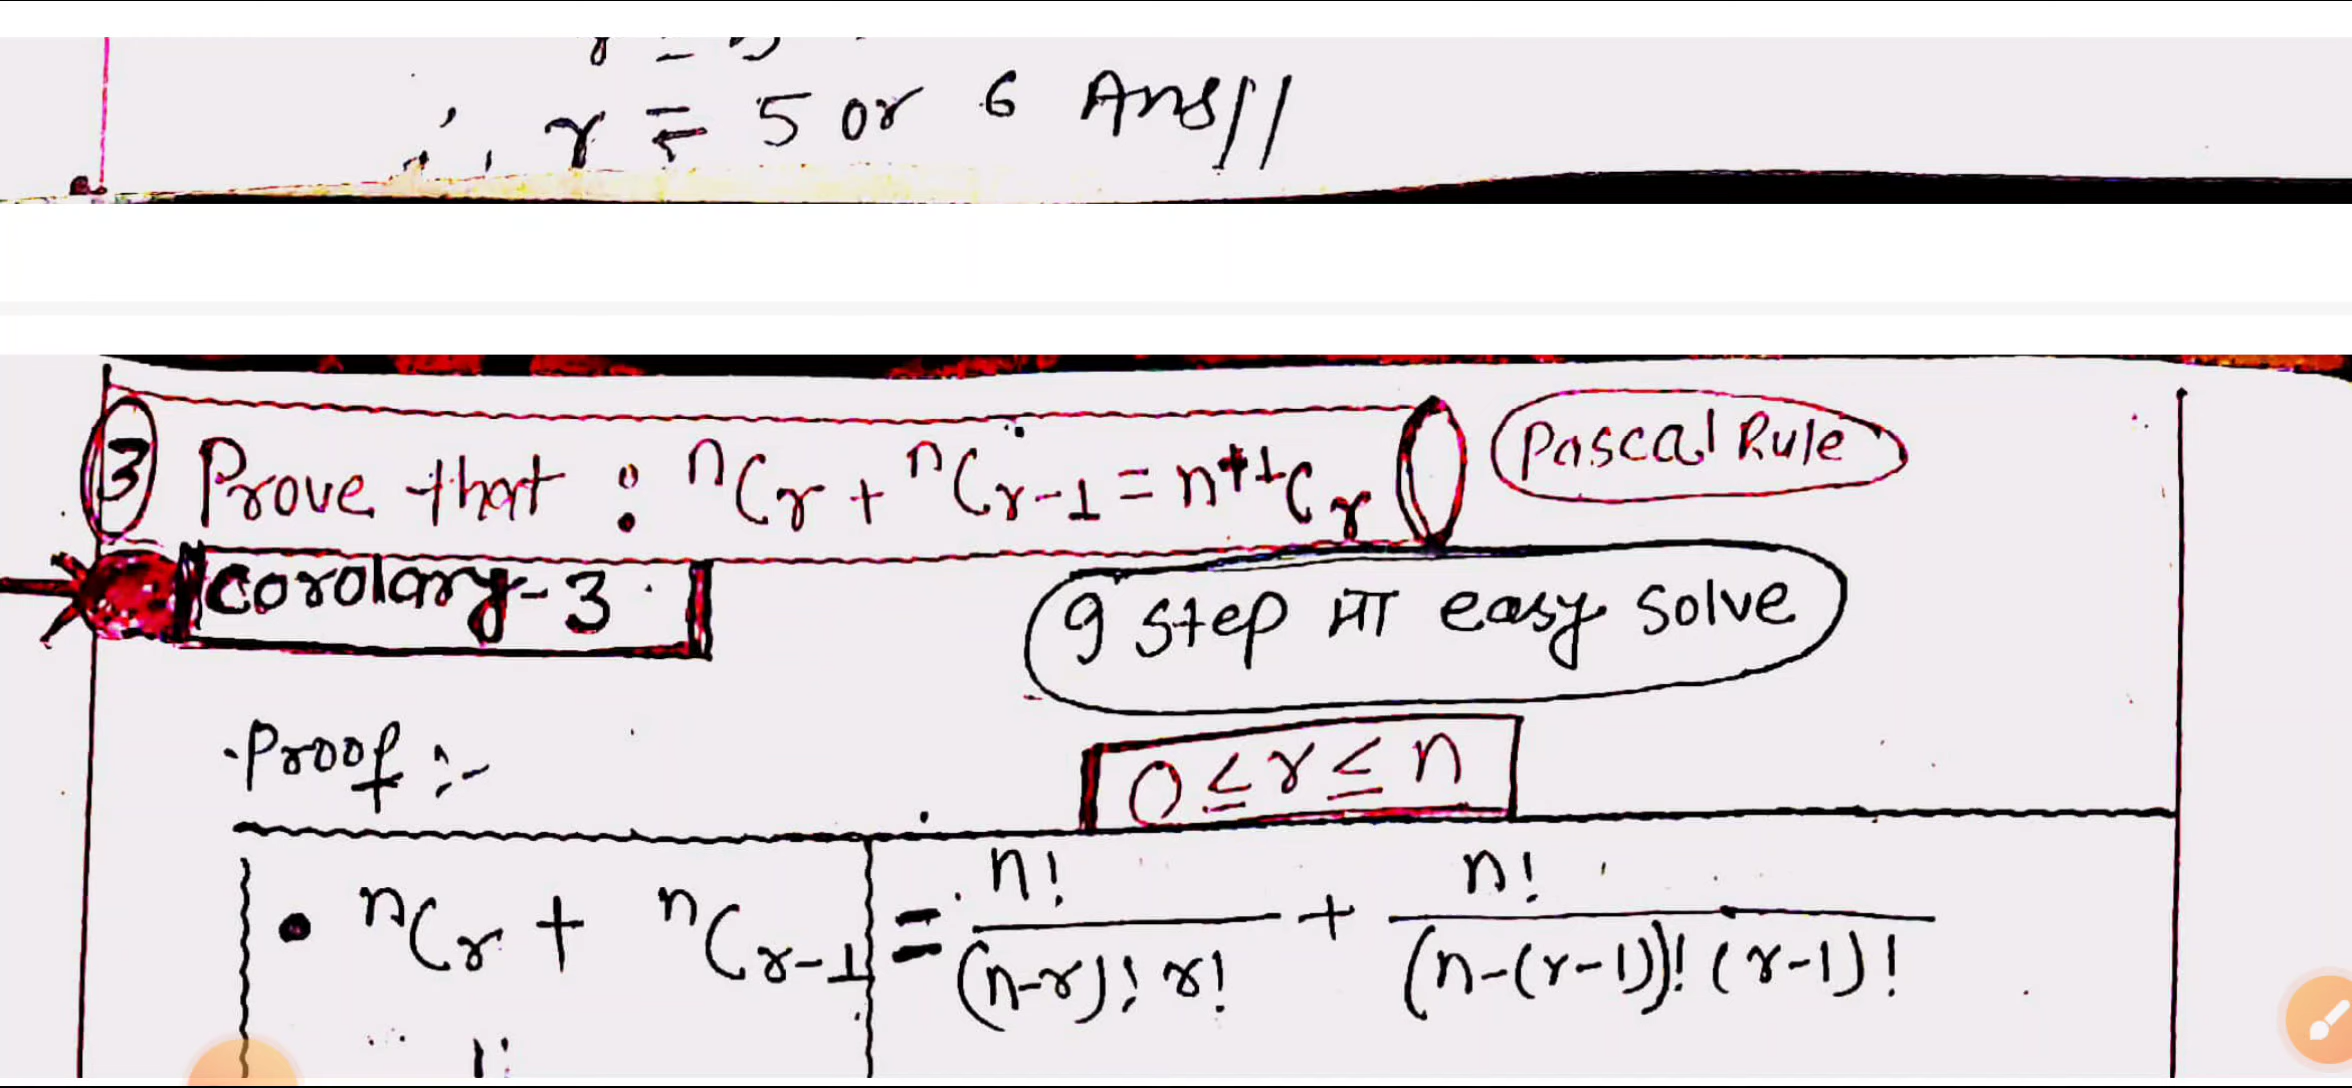 ∴ r = 5 or 6 Ans//
③ Prove that : ⁿCᵣ + ⁿCᵣ₋₁ = ⁿ⁺¹Cᵣ
Pascal Rule
corolary-3
9 step मा easy solve
Proof :-
0 ≤ r ≤ n
• ⁿCᵣ + ⁿCᵣ₋₁ = n!/((n-r)! r!) + n!/((n-(r-1))! (r-1)!)